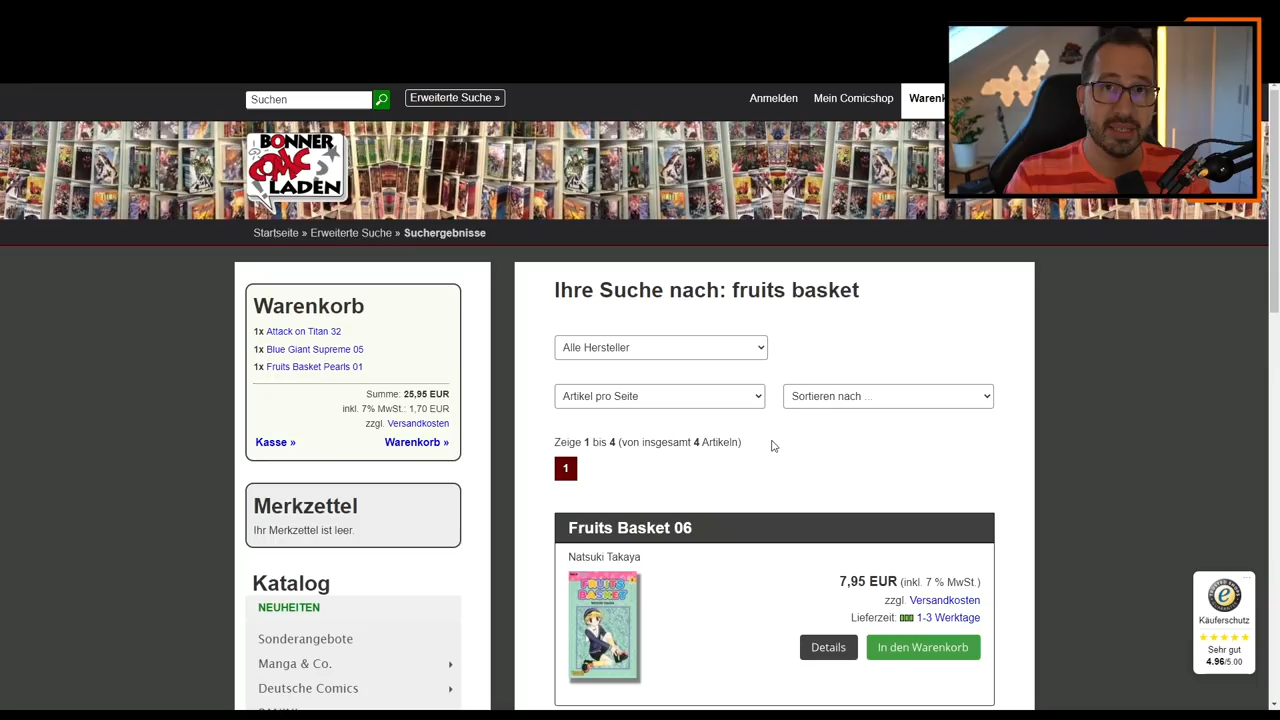 Suchen
Erweiterte Suche »
Anmelden
Mein Comicshop
BONNER
COMIC
LADEN
Startseite » Erweiterte Suche » Suchergebnisse
Warenkorb
1x Attack on Titan 32
1x Blue Giant Supreme 05
1x Fruits Basket Pearls 01
Summe: 25,95 EUR
inkl. 7% MwSt.: 1,70 EUR
zzgl. Versandkosten
Kasse »
Warenkorb »
Merkzettel
Ihr Merkzettel ist leer.
Katalog
NEUHEITEN
Sonderangebote
Manga & Co.
Deutsche Comics
Ihre Suche nach: fruits basket
Alle Hersteller
Artikel pro Seite
Sortieren nach ...
Zeige 1 bis 4 (von insgesamt 4 Artikeln)
1
Fruits Basket 06
Natsuki Takaya
FRUITS
BASKET
7,95 EUR (inkl. 7 % MwSt.)
zzgl. Versandkosten
Lieferzeit: 1-3 Werktage
Details
In den Warenkorb
Käuferschutz
Sehr gut
4.96/5.00